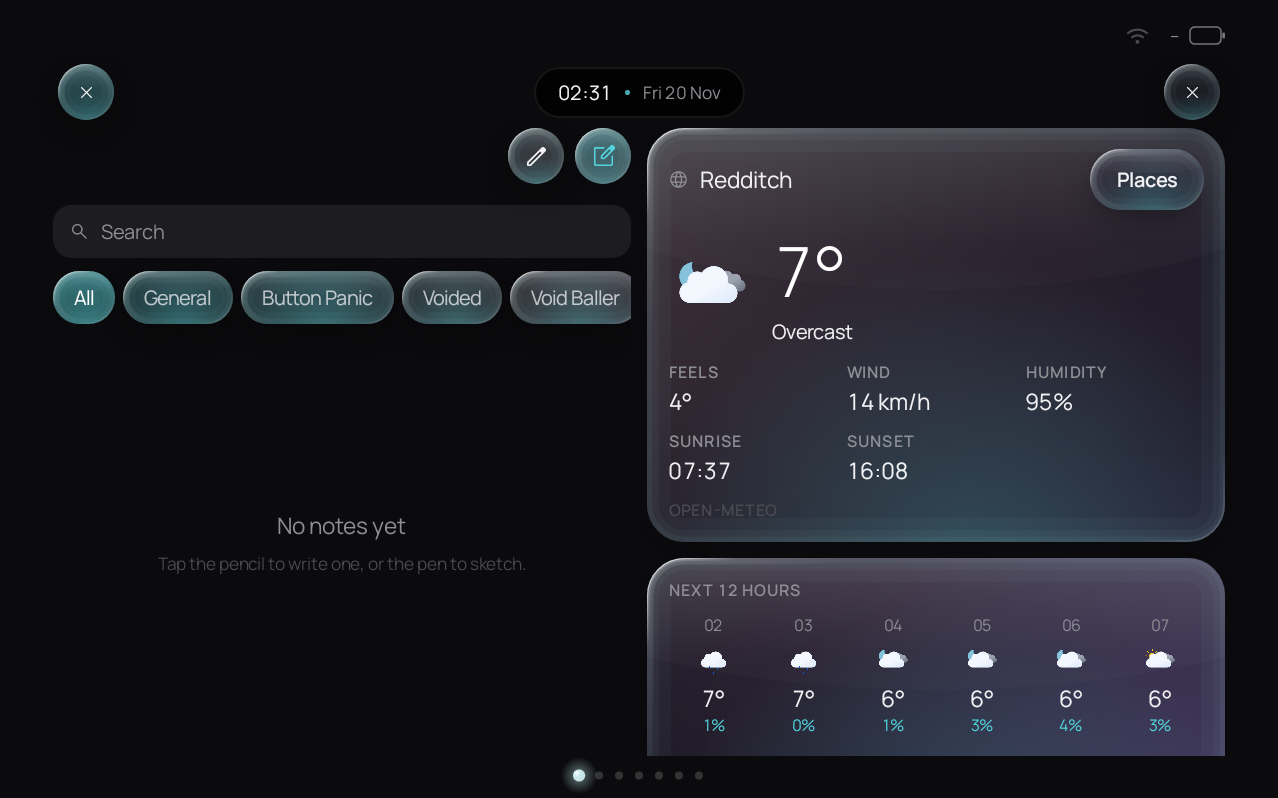 –
02:31 • Fri 20 Nov
Search
All General Button Panic Voided Void Baller
No notes yet
Tap the pencil to write one, or the pen to sketch.
Redditch
Places
7°
Overcast
FEELS WIND HUMIDITY
4° 14 km/h 95%
SUNRISE SUNSET
07:37 16:08
OPEN-METEO
NEXT 12 HOURS
02 03 04 05 06 07
7° 7° 6° 6° 6° 6°
1% 0% 1% 3% 4% 3%